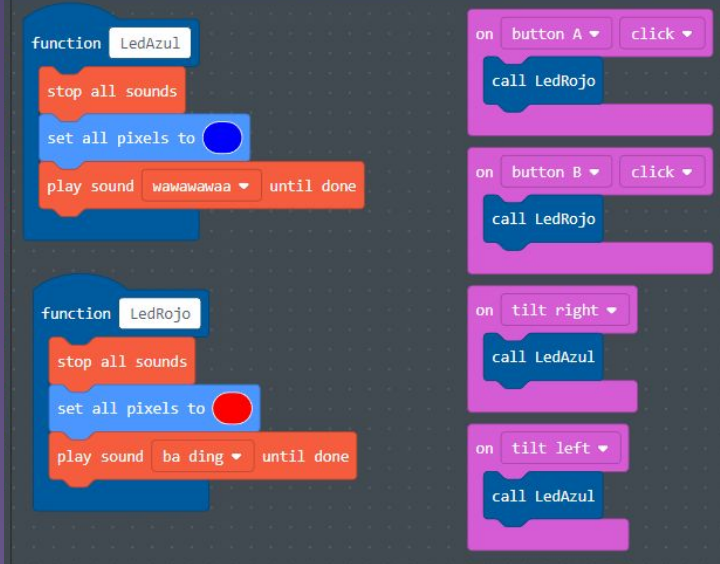 function LedAzul
stop all sounds
set all pixels to
play sound wawawawaa until done
function LedRojo
stop all sounds
set all pixels to
play sound ba ding until done
on button A click
call LedRojo
on button B click
call LedRojo
on tilt right
call LedAzul
on tilt left
call LedAzul